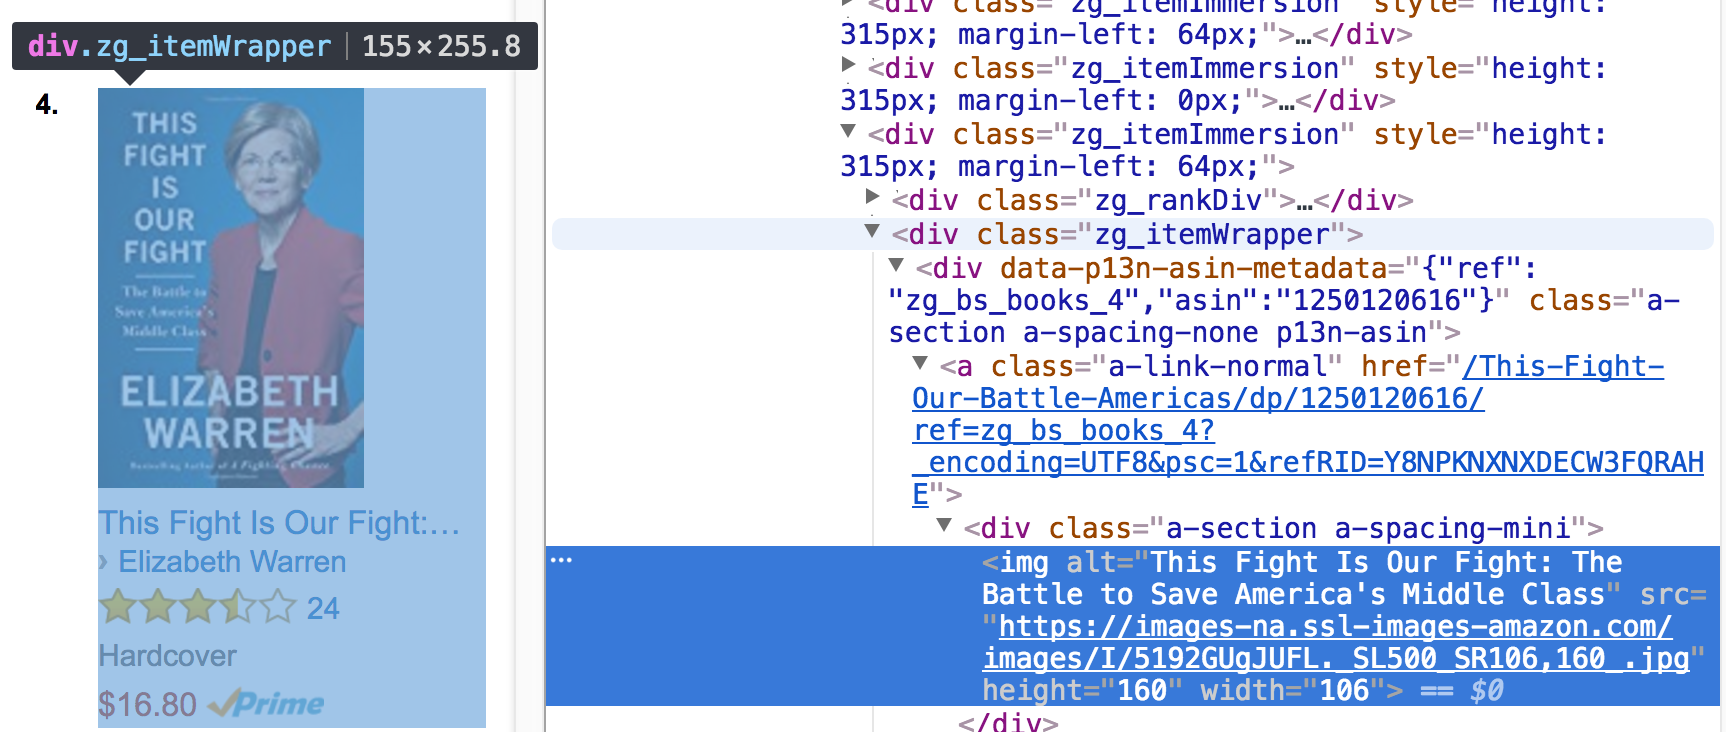 div.zg_itemWrapper | 155×255.8
4.
THIS
FIGHT
IS
OUR
FIGHT
The Battle to
Save America's
Middle Class
ELIZABETH
WARREN
Bestselling Author of A Fighting Chance
This Fight Is Our Fight:...
› Elizabeth Warren
24
Hardcover
$16.80 Prime
<div class="zg_itemImmersion" style="height:
315px; margin-left: 64px;">…</div>
<div class="zg_itemImmersion" style="height:
315px; margin-left: 0px;">…</div>
<div class="zg_itemImmersion" style="height:
315px; margin-left: 64px;">
<div class="zg_rankDiv">…</div>
<div class="zg_itemWrapper">
<div data-p13n-asin-metadata="{"ref":
"zg_bs_books_4","asin":"1250120616"}" class="a-
section a-spacing-none p13n-asin">
<a class="a-link-normal" href="/This-Fight-
Our-Battle-Americas/dp/1250120616/
ref=zg_bs_books_4?
_encoding=UTF8&psc=1&refRID=Y8NPKNXNXDECW3FQRAH
E">
<div class="a-section a-spacing-mini">
<img alt="This Fight Is Our Fight: The
Battle to Save America's Middle Class" src=
"https://images-na.ssl-images-amazon.com/
images/I/5192GUgJUFL._SL500_SR106,160_.jpg"
height="160" width="106"> == $0
</div>